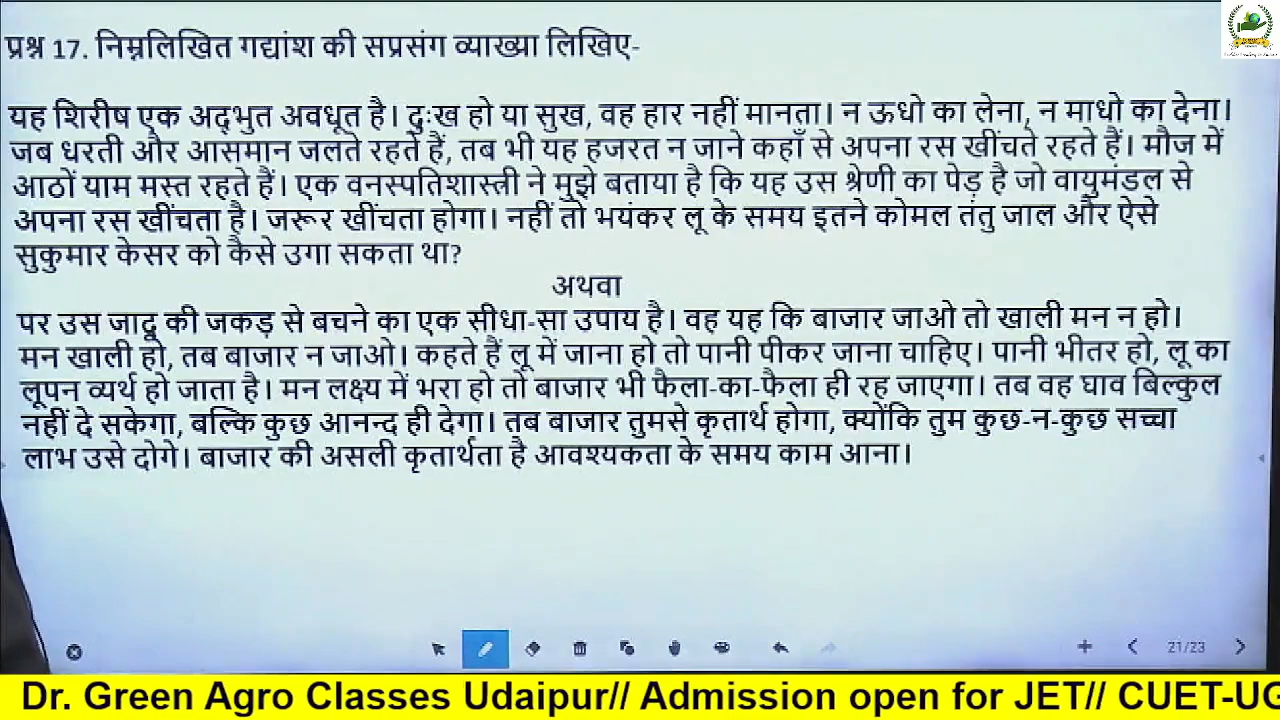 प्रश्न 17. निम्नलिखित गद्यांश की सप्रसंग व्याख्या लिखिए-
यह शिरीष एक अद्भुत अवधूत है। दुःख हो या सुख, वह हार नहीं मानता। न ऊधो का लेना, न माधो का देना।
जब धरती और आसमान जलते रहते हैं, तब भी यह हजरत न जाने कहाँ से अपना रस खींचते रहते हैं। मौज में
आठों याम मस्त रहते हैं। एक वनस्पतिशास्त्री ने मुझे बताया है कि यह उस श्रेणी का पेड़ है जो वायुमंडल से
अपना रस खींचता है। जरूर खींचता होगा। नहीं तो भयंकर लू के समय इतने कोमल तंतु जाल और ऐसे
सुकुमार केसर को कैसे उगा सकता था?
अथवा
पर उस जादू की जकड़ से बचने का एक सीधा-सा उपाय है। वह यह कि बाजार जाओ तो खाली मन न हो।
मन खाली हो, तब बाजार न जाओ। कहते हैं लू में जाना हो तो पानी पीकर जाना चाहिए। पानी भीतर हो, लू का
लूपन व्यर्थ हो जाता है। मन लक्ष्य में भरा हो तो बाजार भी फैला-का-फैला ही रह जाएगा। तब वह घाव बिल्कुल
नहीं दे सकेगा, बल्कि कुछ आनन्द ही देगा। तब बाजार तुमसे कृतार्थ होगा, क्योंकि तुम कुछ-न-कुछ सच्चा
लाभ उसे दोगे। बाजार की असली कृतार्थता है आवश्यकता के समय काम आना।
21/23
Dr. Green Agro Classes Udaipur// Admission open for JET// CUET-UG